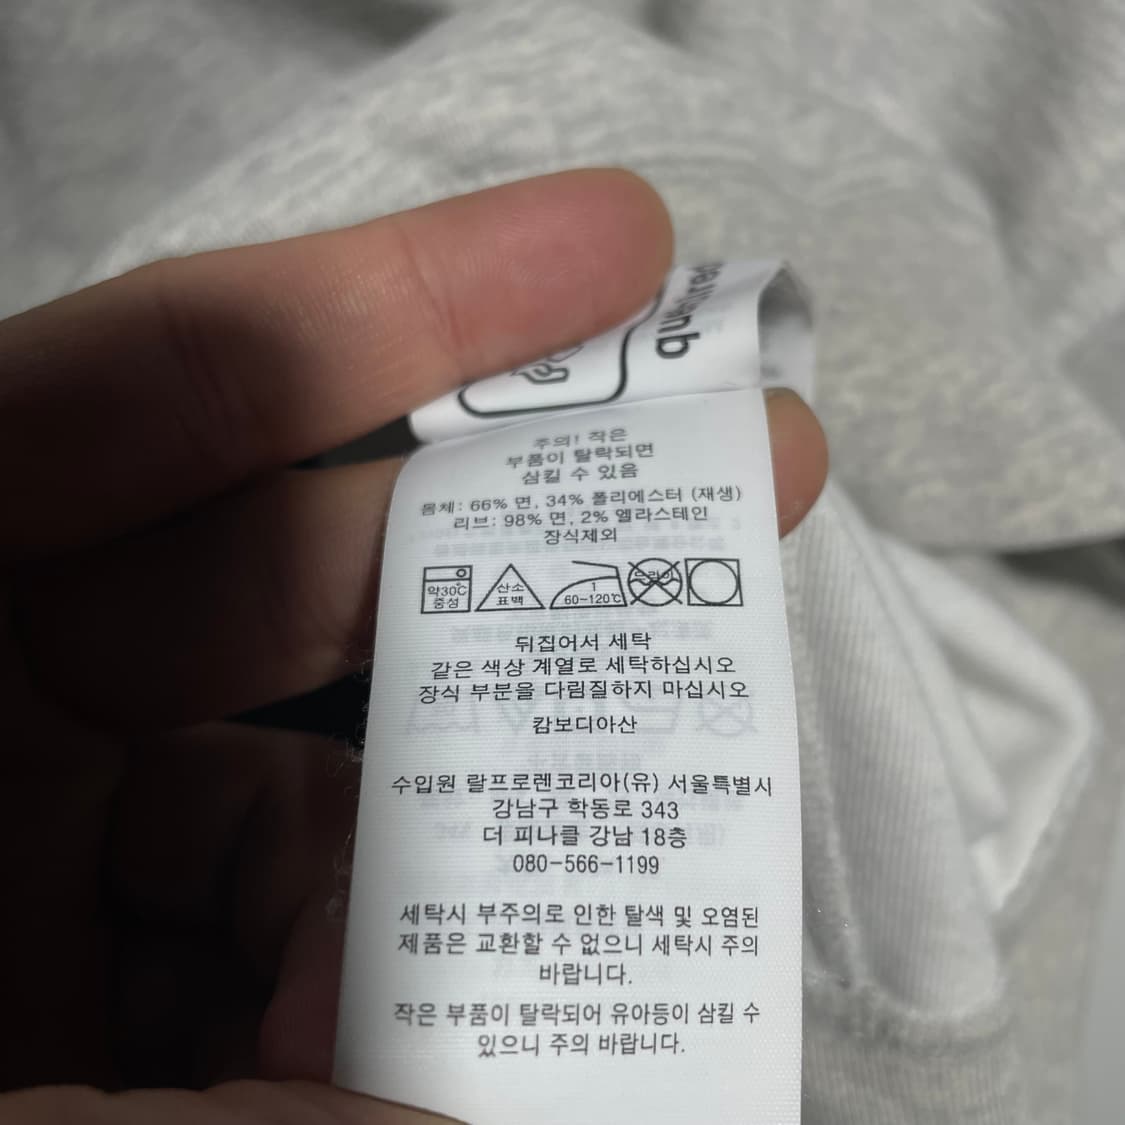 주의! 작은
부품이 탈락되면
삼킬 수 있음
몸체: 66% 면, 34% 폴리에스터 (재생)
리브: 98% 면, 2% 엘라스테인
장식제외
약30℃
중성
산소
표백
1
60~120℃
드라이
뒤집어서 세탁
같은 색상 계열로 세탁하십시오
장식 부분을 다림질하지 마십시오
캄보디아산
수입원 랄프로렌코리아(유) 서울특별시
강남구 학동로 343
더 피나클 강남 18층
080-566-1199
세탁시 부주의로 인한 탈색 및 오염된
제품은 교환할 수 없으니 세탁시 주의
바랍니다.
작은 부품이 탈락되어 유아등이 삼킬 수
있으니 주의 바랍니다.